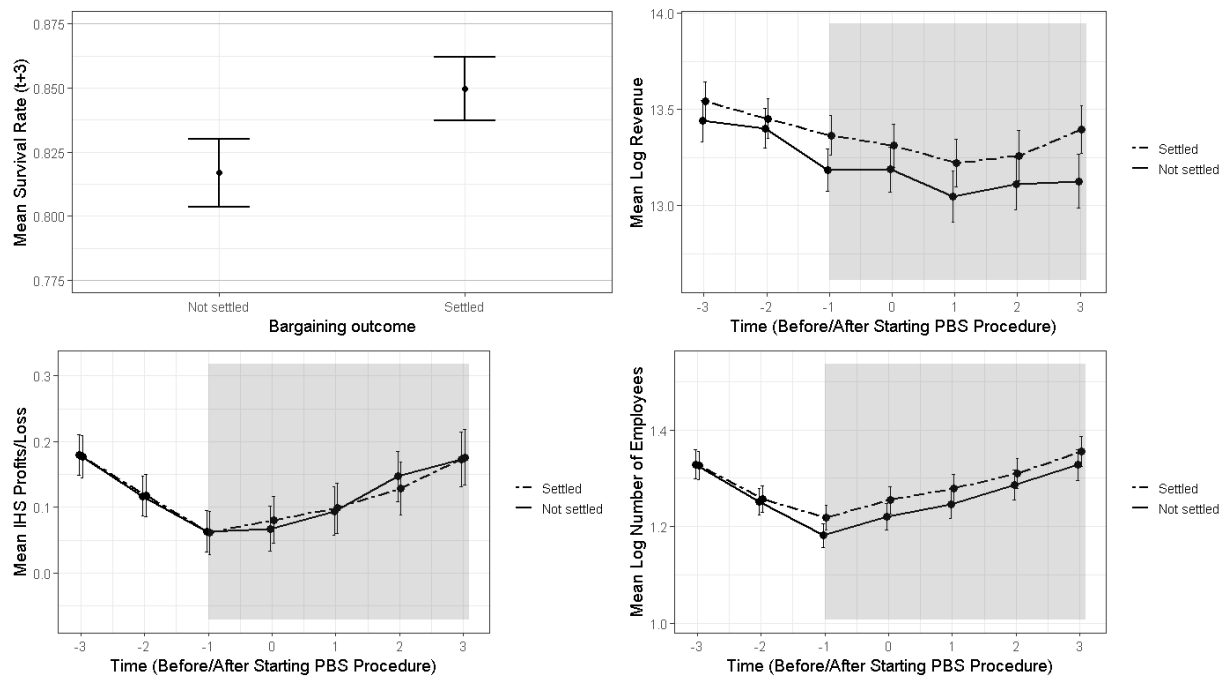 Mean Survival Rate (t+3)
0.875
0.850
0.825
0.800
0.775
Not settled
Settled
Bargaining outcome
Mean Log Revenue
14.0
13.5
13.0
-3 -2 -1 0 1 2 3
Time (Before/After Starting PBS Procedure)
Settled
Not settled
Mean IHS Profits/Loss
0.3
0.2
0.1
0.0
-3 -2 -1 0 1 2 3
Time (Before/After Starting PBS Procedure)
Settled
Not settled
Mean Log Number of Employees
1.4
1.2
1.0
-3 -2 -1 0 1 2 3
Time (Before/After Starting PBS Procedure)
Settled
Not settled